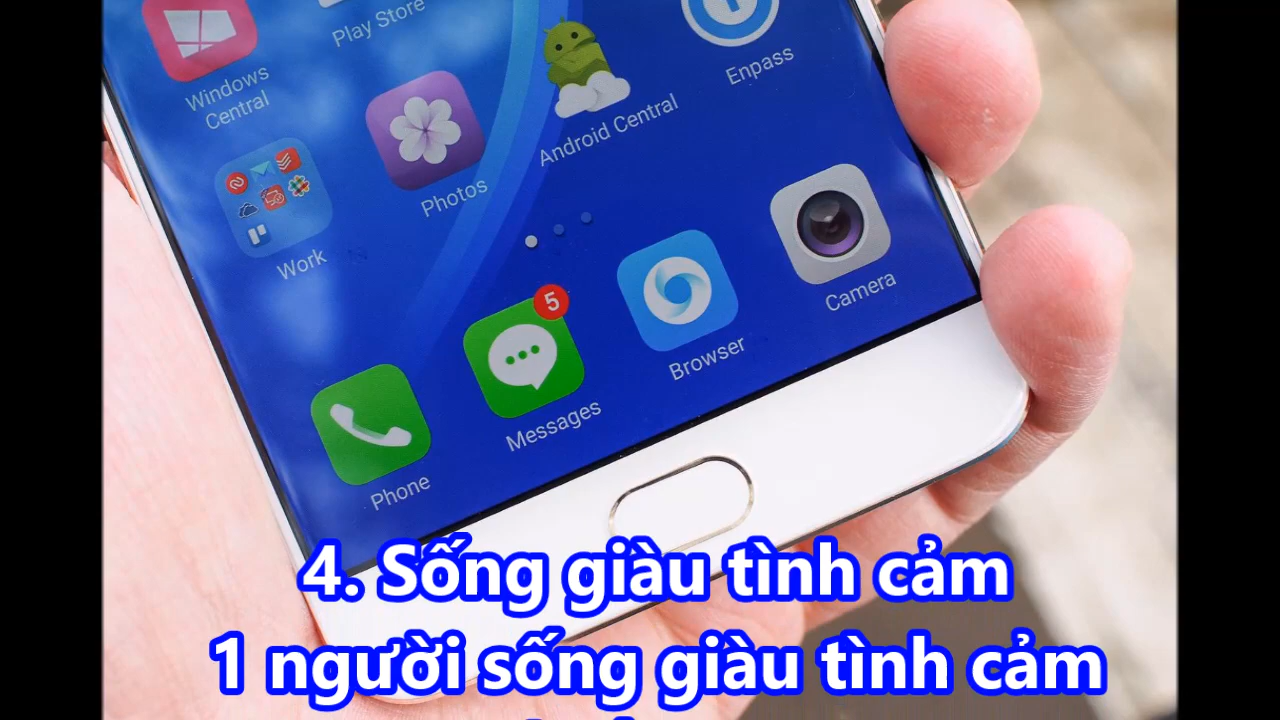 Play Store
Windows
Central
Photos
Android Central
Enpass
Work
5
Messages
Browser
Camera
Phone
4. Sống giàu tình cảm
1 người sống giàu tình cảm